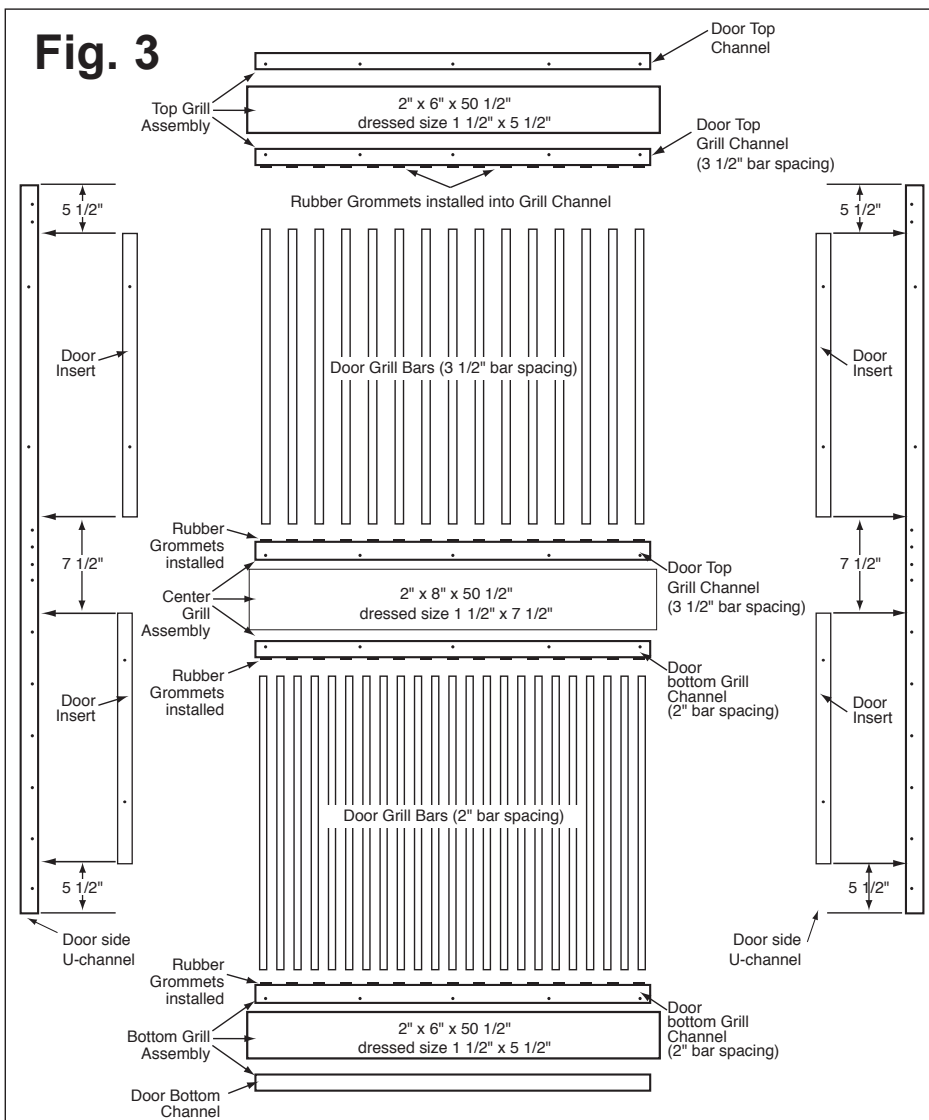 Fig. 3
Door Top
Channel
Top Grill
Assembly
2" x 6" x 50 1/2"
dressed size 1 1/2" x 5 1/2"
Door Top
Grill Channel
(3 1/2" bar spacing)
Rubber Grommets installed into Grill Channel
5 1/2"
5 1/2"
Door
Insert
Door Grill Bars (3 1/2" bar spacing)
Door
Insert
Rubber
Grommets
installed
7 1/2"
7 1/2"
Door Top
Grill Channel
(3 1/2" bar spacing)
Center
Grill
Assembly
2" x 8" x 50 1/2"
dressed size 1 1/2" x 7 1/2"
Rubber
Grommets
installed
Door
bottom Grill
Channel
(2" bar spacing)
Door
Insert
Door
Insert
Door Grill Bars (2" bar spacing)
5 1/2"
5 1/2"
Door side
U-channel
Door side
U-channel
Rubber
Grommets
installed
Bottom Grill
Assembly
2" x 6" x 50 1/2"
dressed size 1 1/2" x 5 1/2"
Door
bottom Grill
Channel
(2" bar spacing)
Door Bottom
Channel